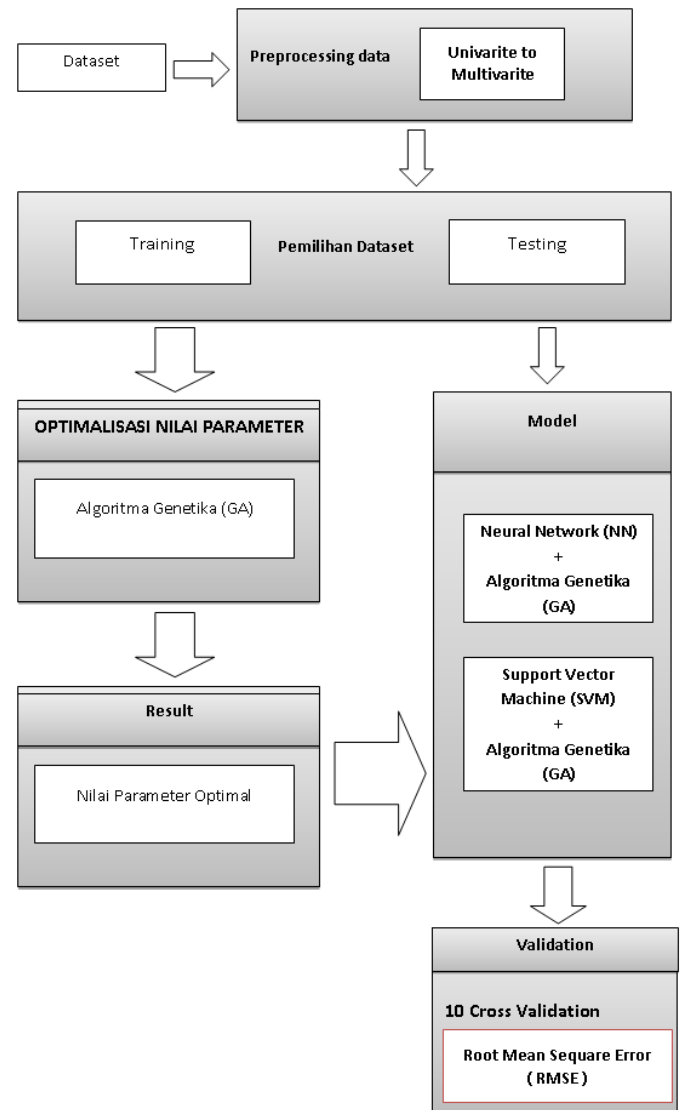 Dataset
Preprocessing data
Univarite to
Multivarite
Training
Pemilihan Dataset
Testing
OPTIMALISASI NILAI PARAMETER
Algoritma Genetika (GA)
Result
Nilai Parameter Optimal
Model
Neural Network (NN)
+
Algoritma Genetika
(GA)
Support Vector
Machine (SVM)
+
Algoritma Genetika
(GA)
Validation
10 Cross Validation
Root Mean Sequare Error
( RMSE )